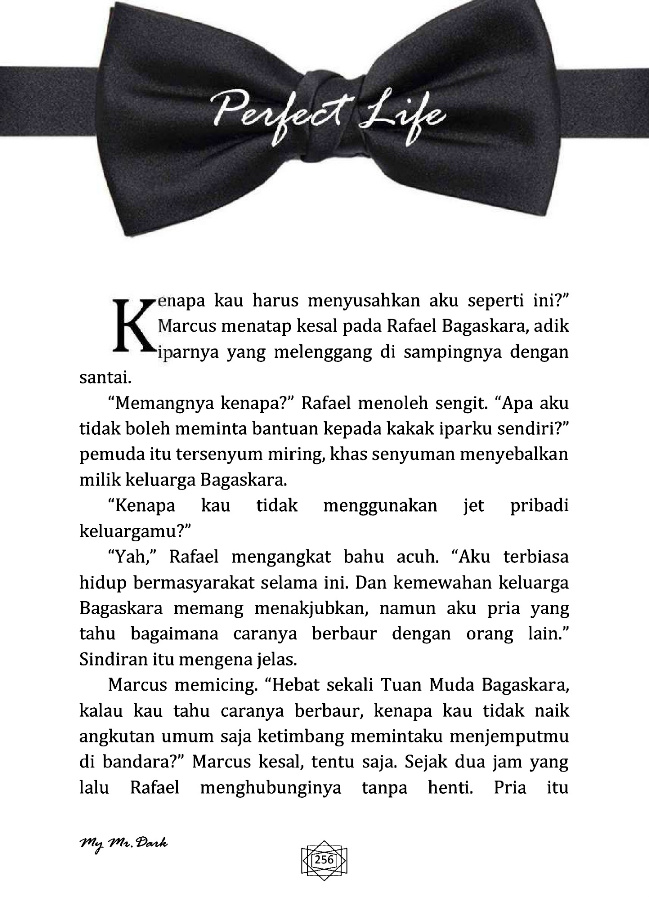 Perfect Life
Kenapa kau harus menyusahkan aku seperti ini?”
Marcus menatap kesal pada Rafael Bagaskara, adik
iparnya yang melenggang di sampingnya dengan
santai.
“Memangnya kenapa?” Rafael menoleh sengit. “Apa aku
tidak boleh meminta bantuan kepada kakak iparku sendiri?”
pemuda itu tersenyum miring, khas senyuman menyebalkan
milik keluarga Bagaskara.
“Kenapa kau tidak menggunakan jet pribadi
keluargamu?”
“Yah,” Rafael mengangkat bahu acuh. “Aku terbiasa
hidup bermasyarakat selama ini. Dan kemewahan keluarga
Bagaskara memang menakjubkan, namun aku pria yang
tahu bagaimana caranya berbaur dengan orang lain.”
Sindiran itu mengena jelas.
Marcus memicing. “Hebat sekali Tuan Muda Bagaskara,
kalau kau tahu caranya berbaur, kenapa kau tidak naik
angkutan umum saja ketimbang memintaku menjemputmu
di bandara?” Marcus kesal, tentu saja. Sejak dua jam yang
lalu Rafael menghubunginya tanpa henti. Pria itu
My Mr. Dark
256